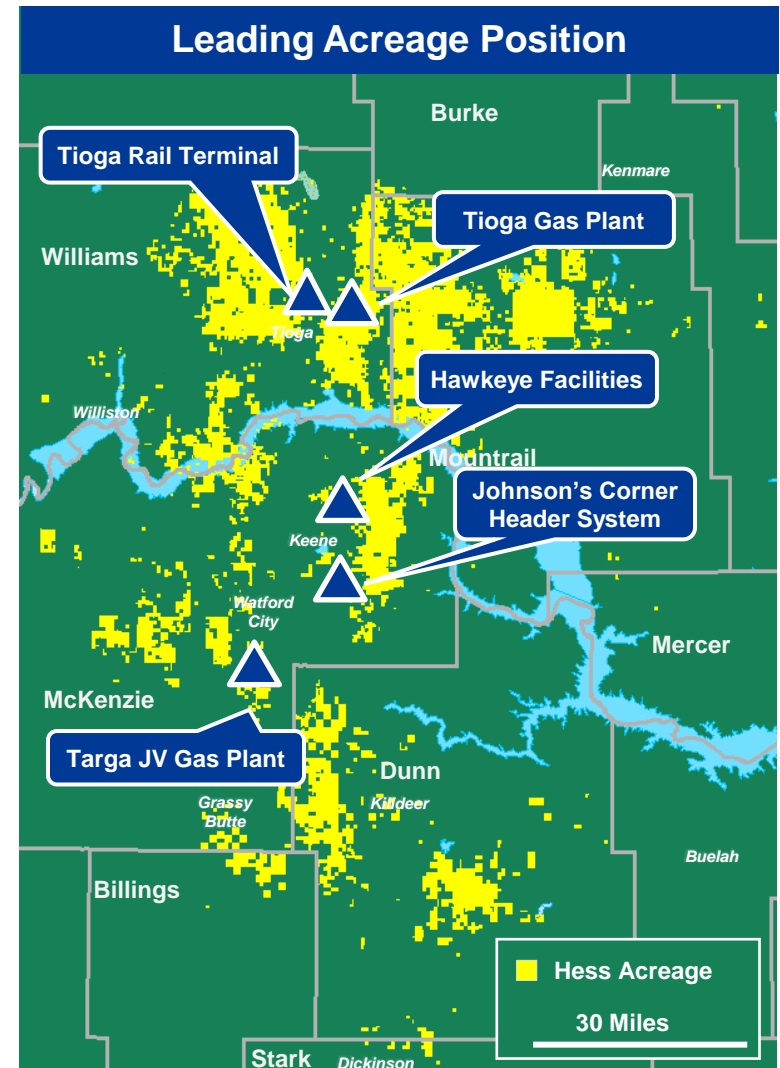 Leading Acreage Position
Burke
Tioga Rail Terminal
Kenmare
Tioga Gas Plant
Williams
Tioga
Hawkeye Facilities
Williston
Mountrail
Johnson's Corner
Header System
Keene
Watford
City
Mercer
McKenzie
Targa JV Gas Plant
Dunn
Grassy
Butte
Killdeer
Buelah
Billings
Hess Acreage
30 Miles
Stark
Dickinson